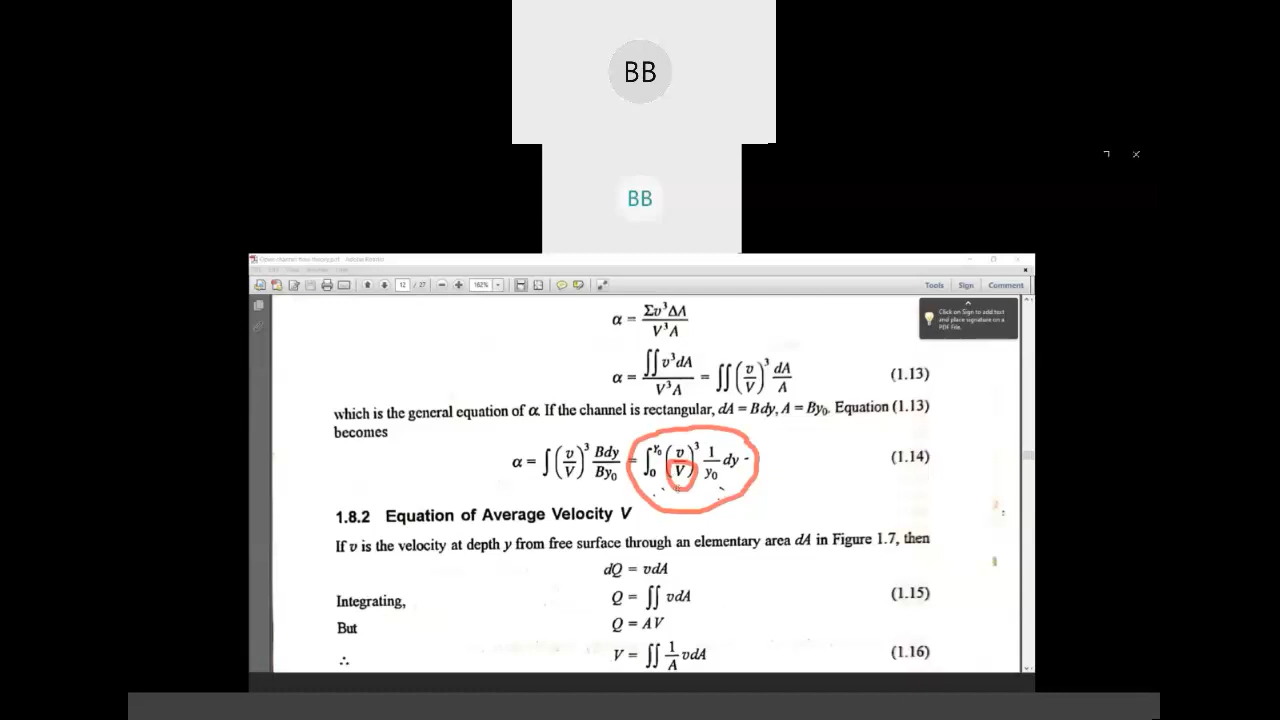 BB
BB
12 / 27
162%
Tools Sign Comment
Click on Sign to add text
and place signature on a
PDF File.
α = Σv³ΔA / V³A
α = ∬v³dA / V³A = ∬(v/V)³ dA/A (1.13)
which is the general equation of α. If the channel is rectangular, dA = Bdy, A = By₀. Equation (1.13)
becomes
α = ∫(v/V)³ Bdy/By₀ = ∫₀^y₀ (v/V)³ 1/y₀ dy (1.14)
1.8.2 Equation of Average Velocity V
If v is the velocity at depth y from free surface through an elementary area dA in Figure 1.7, then
dQ = vdA
Integrating, Q = ∬ vdA (1.15)
But Q = AV
∴ V = ∬ 1/A vdA (1.16)